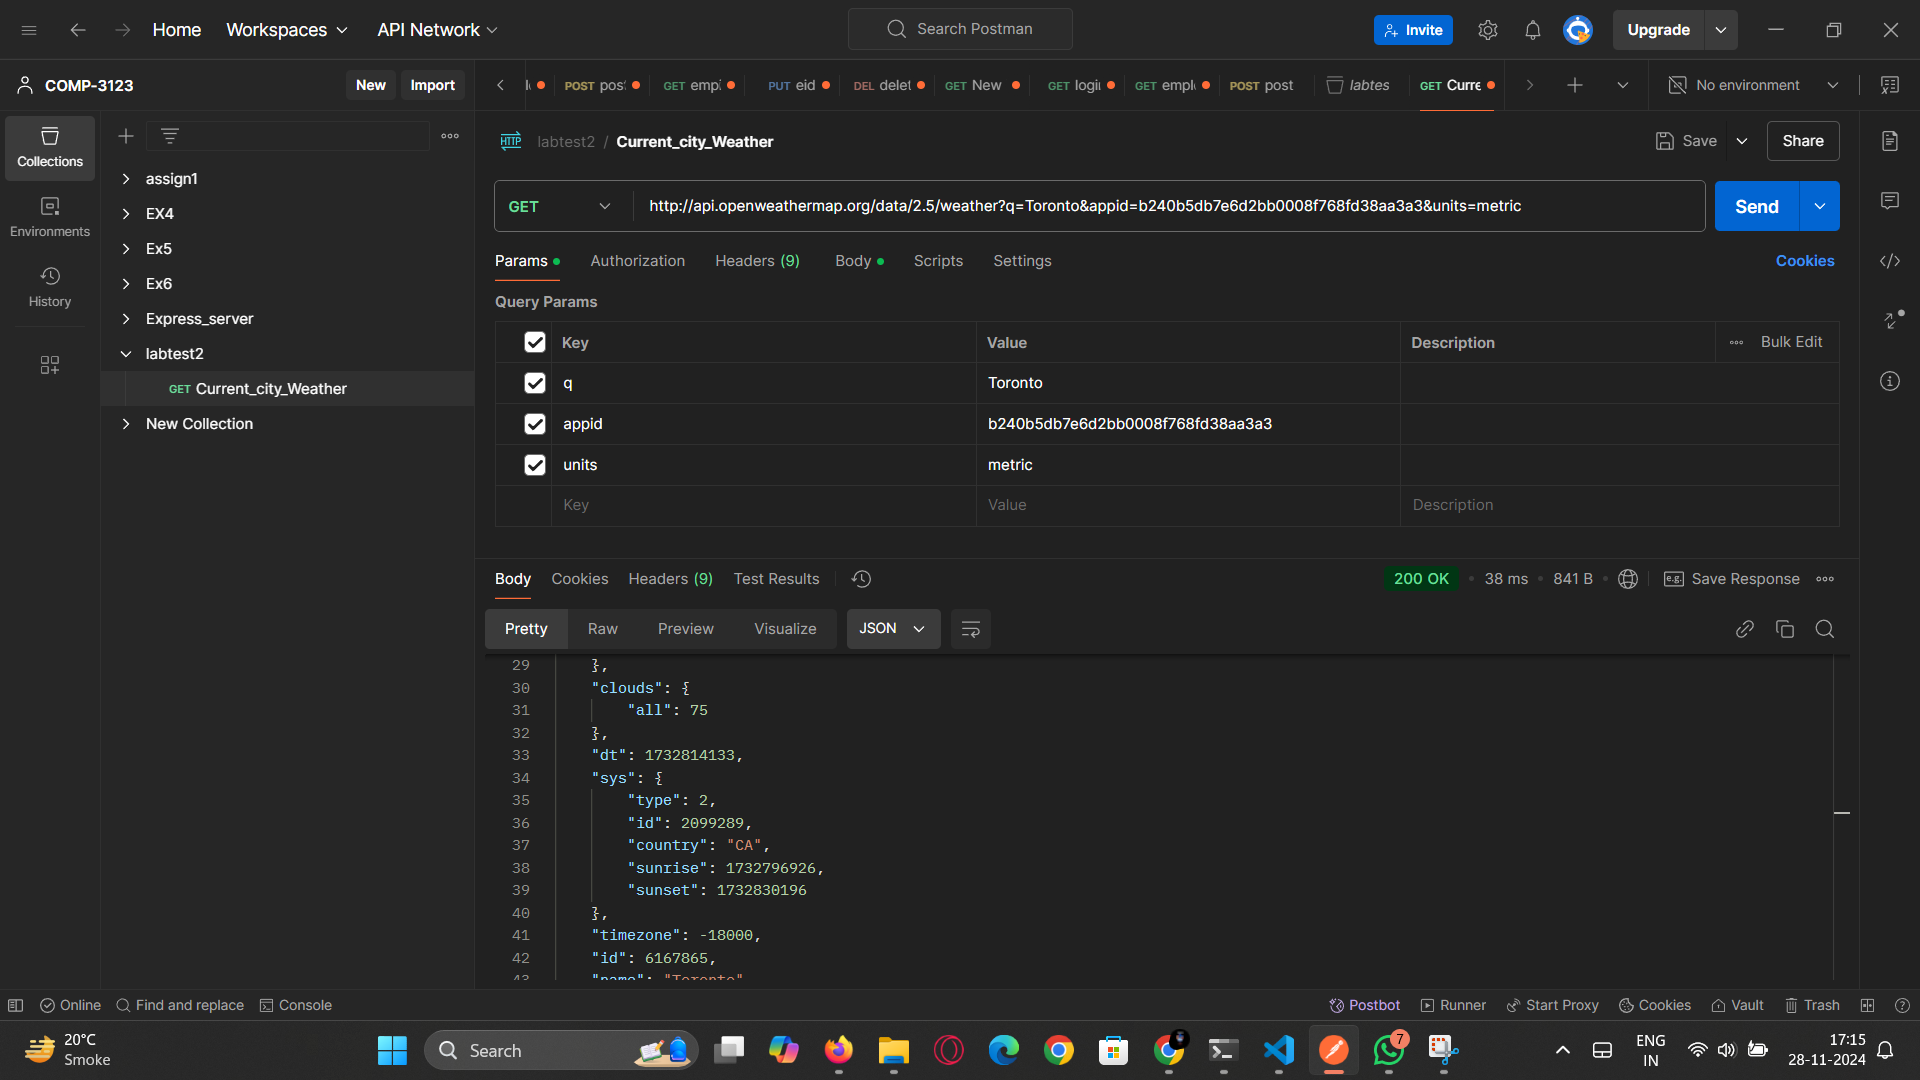 Home Workspaces API Network Search Postman Invite Upgrade
COMP-3123 New Import
POST pos GET empl PUT eid DEL delet GET New GET logi GET empl POST post labtes GET Curre No environment
Collections
Environments
History
assign1
EX4
Ex5
Ex6
Express_server
labtest2
GET Current_city_Weather
New Collection
HTTP labtest2 / Current_city_Weather Save Share
GET http://api.openweathermap.org/data/2.5/weather?q=Toronto&appid=b240b5db7e6d2bb0008f768fd38aa3a3&units=metric Send
Params Authorization Headers (9) Body Scripts Settings Cookies
Query Params
Key Value Description Bulk Edit
q Toronto
appid b240b5db7e6d2bb0008f768fd38aa3a3
units metric
Key Value Description
Body Cookies Headers (9) Test Results 200 OK 38 ms 841 B e.g. Save Response
Pretty Raw Preview Visualize JSON
29 },
30 "clouds": {
31 "all": 75
32 },
33 "dt": 1732814133,
34 "sys": {
35 "type": 2,
36 "id": 2099289,
37 "country": "CA",
38 "sunrise": 1732796926,
39 "sunset": 1732830196
40 },
41 "timezone": -18000,
42 "id": 6167865,
43 "name": "Toronto"
Online Find and replace Console Postbot Runner Start Proxy Cookies Vault Trash
20°C
Smoke
Search
7
ENG
IN
17:15
28-11-2024